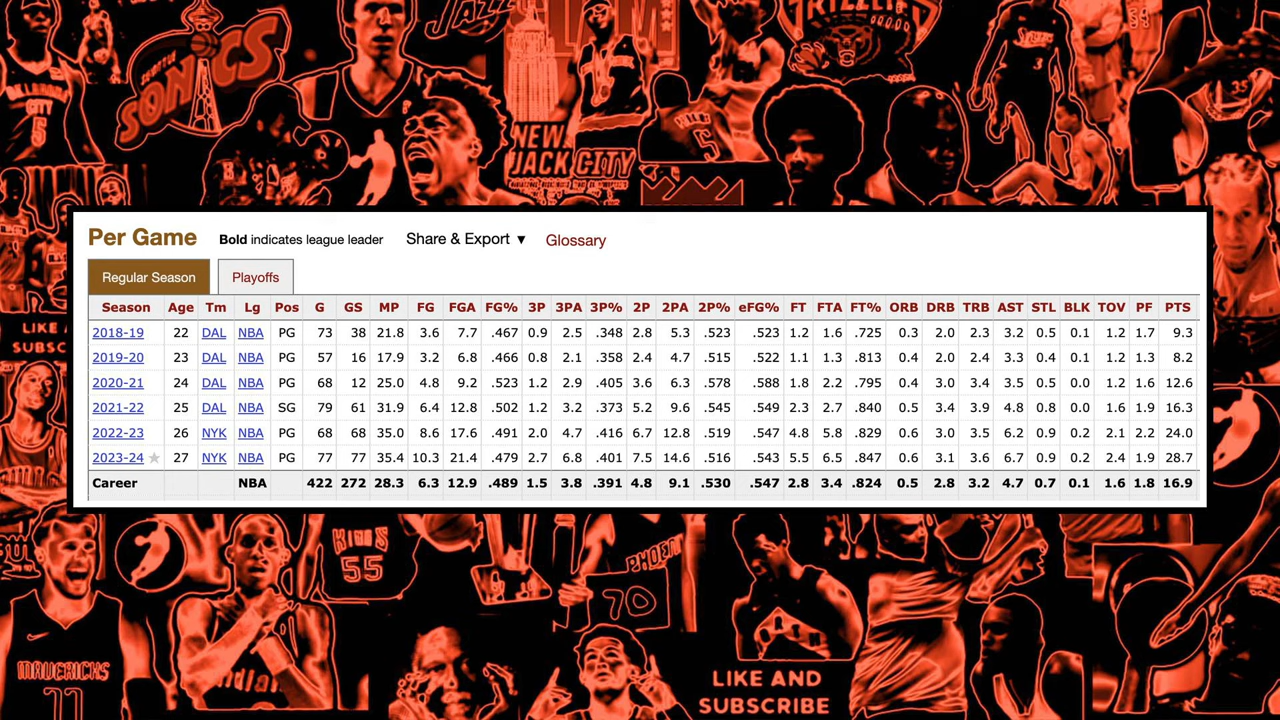 JAZZ
GRIZZLIES
SEATTLE
SONICS
OKLAHOMA
CITY
5
3
35
NEW
JACK CITY
5
Per Game Bold indicates league leader Share & Export ▼ Glossary
Regular Season Playoffs
Season Age Tm Lg Pos G GS MP FG FGA FG% 3P 3PA 3P% 2P 2PA 2P% eFG% FT FTA FT% ORB DRB TRB AST STL BLK TOV PF PTS
2018-19 22 DAL NBA PG 73 38 21.8 3.6 7.7 .467 0.9 2.5 .348 2.8 5.3 .523 .523 1.2 1.6 .725 0.3 2.0 2.3 3.2 0.5 0.1 1.2 1.7 9.3
2019-20 23 DAL NBA PG 57 16 17.9 3.2 6.8 .466 0.8 2.1 .358 2.4 4.7 .515 .522 1.1 1.3 .813 0.4 2.0 2.4 3.3 0.4 0.1 1.2 1.3 8.2
2020-21 24 DAL NBA PG 68 12 25.0 4.8 9.2 .523 1.2 2.9 .405 3.6 6.3 .578 .588 1.8 2.2 .795 0.4 3.0 3.4 3.5 0.5 0.0 1.2 1.6 12.6
2021-22 25 DAL NBA SG 79 61 31.9 6.4 12.8 .502 1.2 3.2 .373 5.2 9.6 .545 .549 2.3 2.7 .840 0.5 3.4 3.9 4.8 0.8 0.0 1.6 1.9 16.3
2022-23 26 NYK NBA PG 68 68 35.0 8.6 17.6 .491 2.0 4.7 .416 6.7 12.8 .519 .547 4.8 5.8 .829 0.6 3.0 3.5 6.2 0.9 0.2 2.1 2.2 24.0
2023-24 ★ 27 NYK NBA PG 77 77 35.4 10.3 21.4 .479 2.7 6.8 .401 7.5 14.6 .516 .543 5.5 6.5 .847 0.6 3.1 3.6 6.7 0.9 0.2 2.4 1.9 28.7
Career NBA 422 272 28.3 6.3 12.9 .489 1.5 3.8 .391 4.8 9.1 .530 .547 2.8 3.4 .824 0.5 2.8 3.2 4.7 0.7 0.1 1.6 1.8 16.9
LIKE
SUBSC
KINGS
55
PHOENI
70
MAVERICKS
77
LIKE AND
SUBSCRIBE